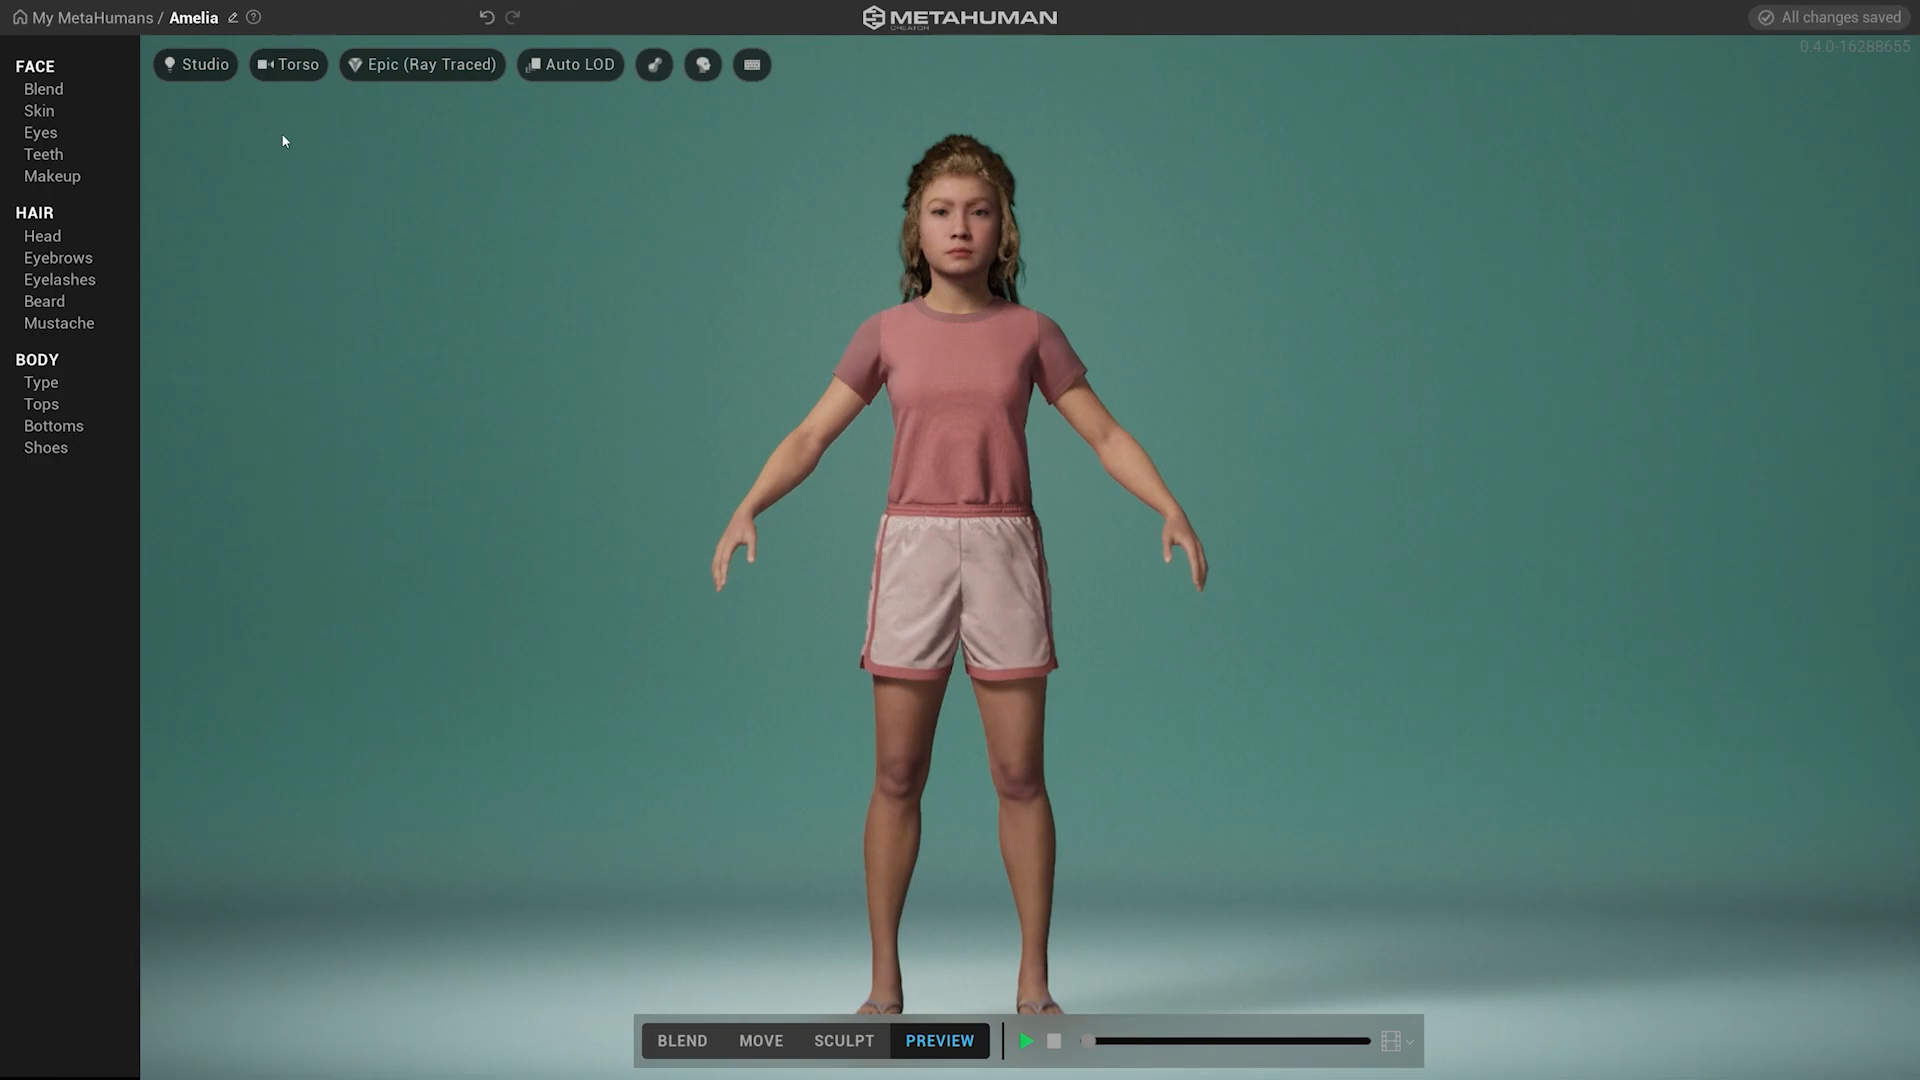 My MetaHumans / Amelia
METAHUMAN
CREATOR
All changes saved
0.4.0-16288655
Studio
Torso
Epic (Ray Traced)
Auto LOD
FACE
Blend
Skin
Eyes
Teeth
Makeup
HAIR
Head
Eyebrows
Eyelashes
Beard
Mustache
BODY
Type
Tops
Bottoms
Shoes
BLEND
MOVE
SCULPT
PREVIEW